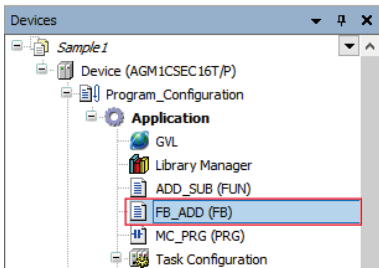 Devices
Sample1
Device (AGM1CSEC16T/P)
Program_Configuration
Application
GVL
Library Manager
ADD_SUB (FUN)
FB_ADD (FB)
MC_PRG (PRG)
Task Configuration